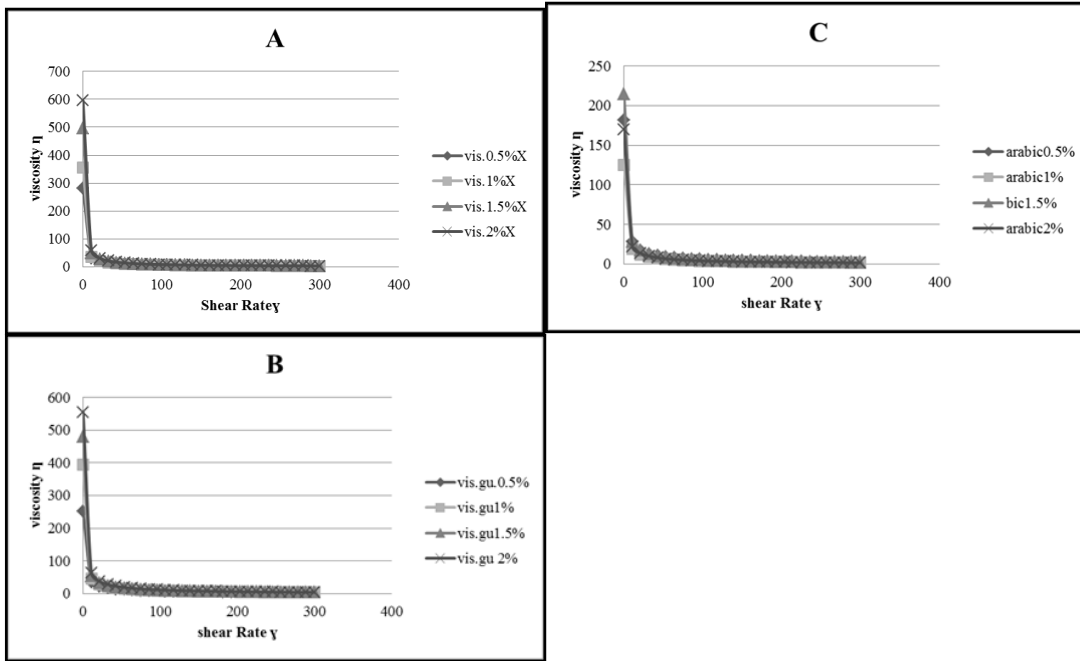 A
700
600
500
400
300
200
100
0
viscosity η
0 100 200 300 400
Shear Rateɣ
vis.0.5%X
vis.1%X
vis.1.5%X
vis.2%X
C
250
200
150
100
50
0
viscosity η
0 100 200 300 400
shear Rate ɣ
arabic0.5%
arabic1%
bic1.5%
arabic2%
B
600
500
400
300
200
100
0
viscosity η
0 100 200 300 400
shear Rate ɣ
vis.gu.0.5%
vis.gu1%
vis.gu1.5%
vis.gu 2%